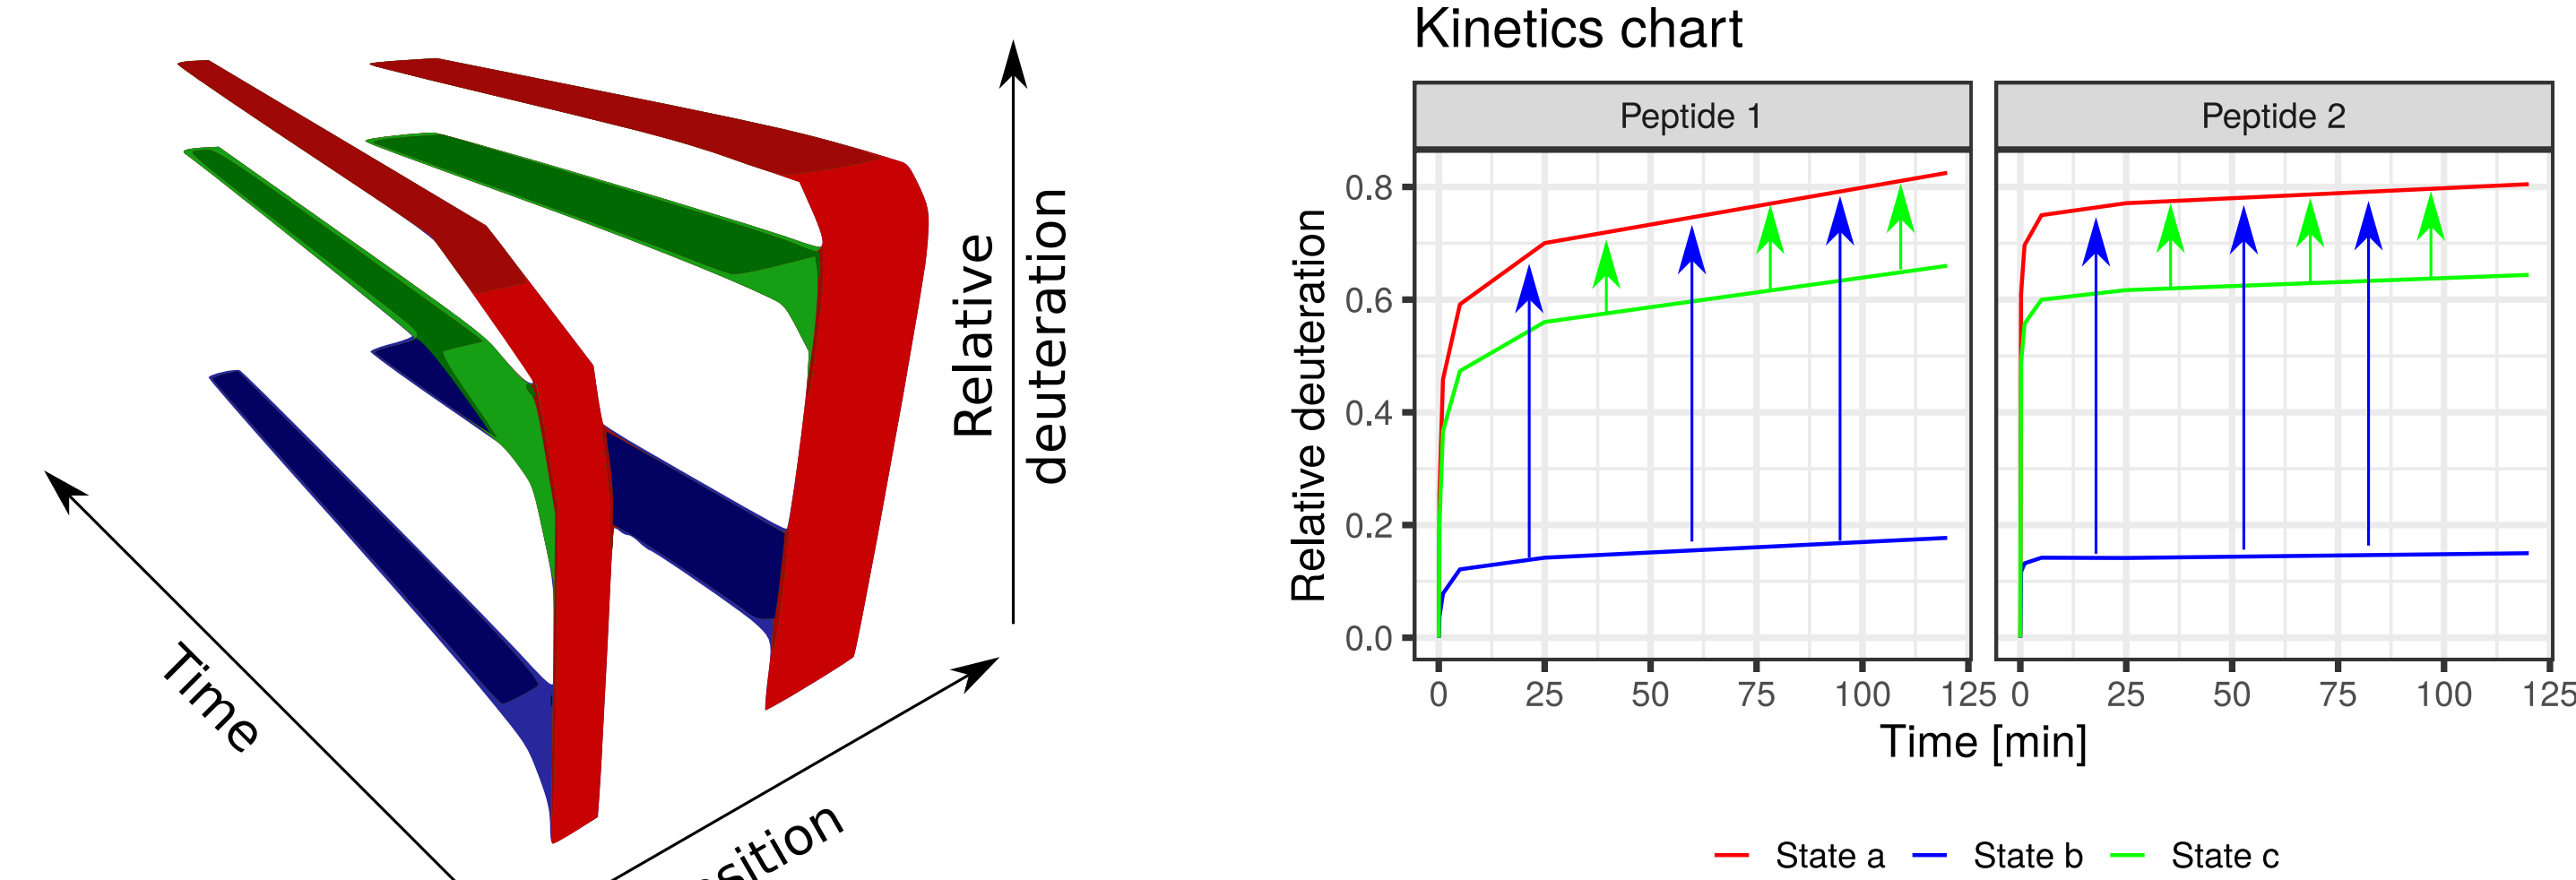 Relative
deuteration
Time
Kinetics chart
Peptide 1
Peptide 2
Relative deuteration
0.8
0.6
0.4
0.2
0.0
0 25 50 75 100 125
0 25 50 75 100 125
Time [min]
State a State b State c